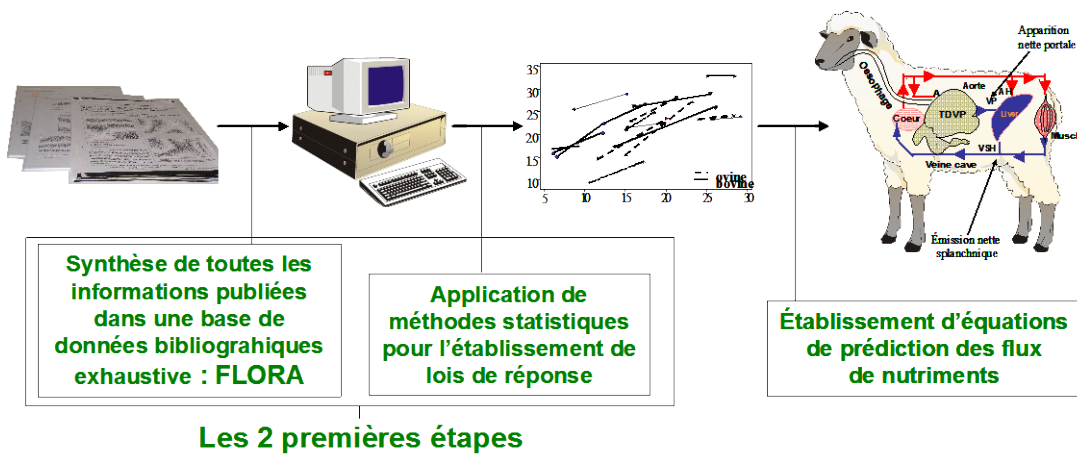 35
30
25
20
15
10
5
10
15
20
25
30
ovine
bovine
Apparition
nette portale
Oesophage
Aorte
A
AH
VP
Coeur
TDVP
Liver
Muscl
VSH
Veine cave
Émission nette
splanchnique
Synthèse de toutes les
informations publiées
dans une base de
données bibliograhiques
exhaustive : FLORA
Application de
méthodes statistiques
pour l’établissement de
lois de réponse
Établissement d’équations
de prédiction des flux
de nutriments
Les 2 premières étapes